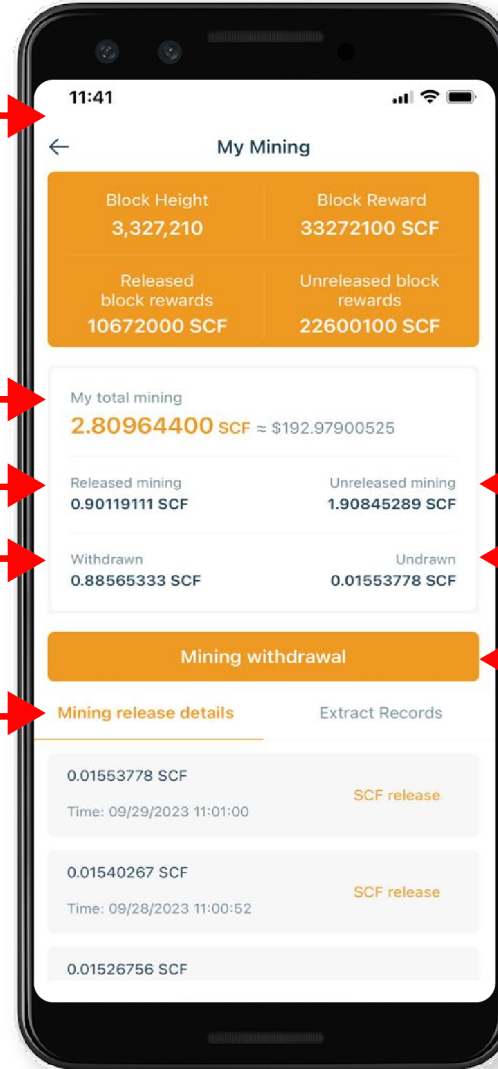 11:41
My Mining
Block Height
3,327,210
Block Reward
33272100 SCF
Released
block rewards
10672000 SCF
Unreleased block
rewards
22600100 SCF
My total mining
2.80964400 SCF ≈ $192.97900525
Released mining
0.90119111 SCF
Unreleased mining
1.90845289 SCF
Withdrawn
0.88565333 SCF
Undrawn
0.01553778 SCF
Mining withdrawal
Mining release details
Extract Records
0.01553778 SCF
Time: 09/29/2023 11:01:00
SCF release
0.01540267 SCF
Time: 09/28/2023 11:00:52
SCF release
0.01526756 SCF